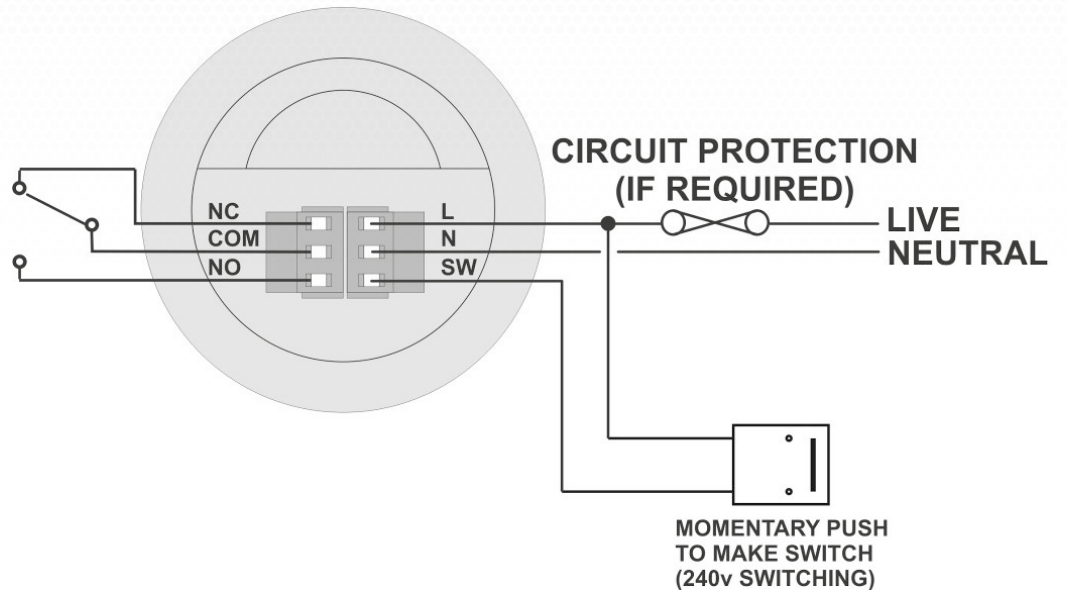 CIRCUIT PROTECTION
(IF REQUIRED)
NC
L
LIVE
COM
N
NEUTRAL
NO
SW
MOMENTARY PUSH
TO MAKE SWITCH
(240v SWITCHING)